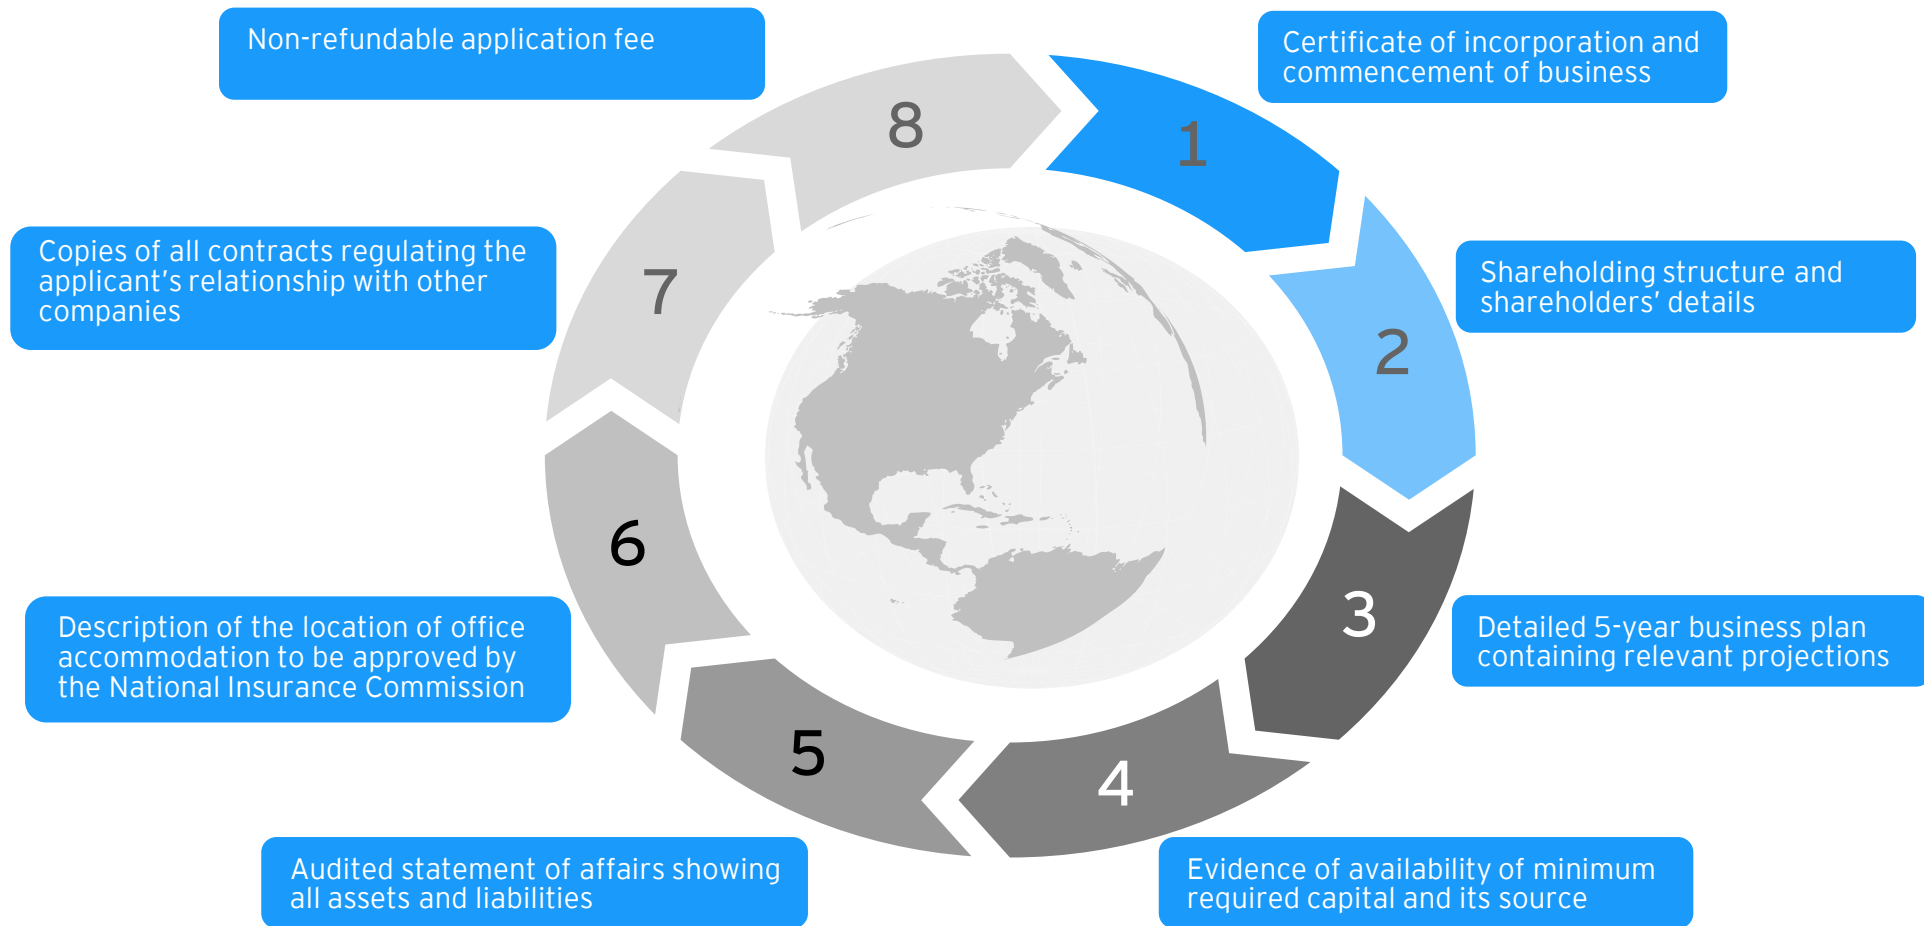 Non-refundable application fee
8
1
Certificate of incorporation and
commencement of business
2
Shareholding structure and
shareholders’ details
3
Detailed 5-year business plan
containing relevant projections
4
Evidence of availability of minimum
required capital and its source
5
Audited statement of affairs showing
all assets and liabilities
6
Description of the location of office
accommodation to be approved by
the National Insurance Commission
7
Copies of all contracts regulating the
applicant’s relationship with other
companies